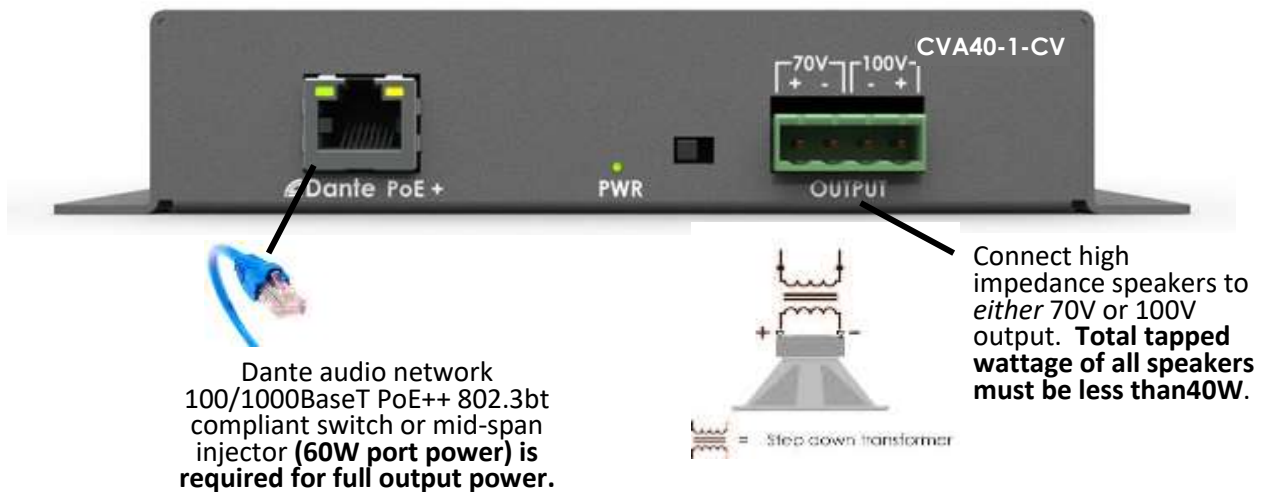 CVA40-1-CV
70V 100V
+ - - +
Dante PoE +
PWR
OUTPUT
Dante audio network
100/1000BaseT PoE++ 802.3bt
compliant switch or mid-span
injector (60W port power) is
required for full output power.
+ -
= Step down transformer
Connect high
impedance speakers to
either 70V or 100V
output. Total tapped
wattage of all speakers
must be less than40W.